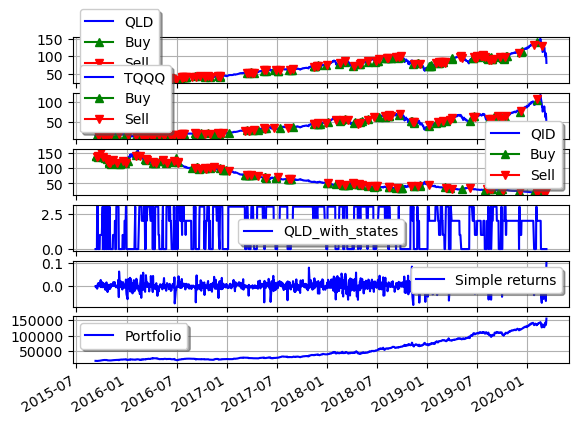 QLD
Buy
Sell
150
100
50
TQQQ
Buy
Sell
100
50
QID
Buy
Sell
150
100
50
QLD_with_states
2.5
0.0
Simple returns
0.1
0.0
Portfolio
150000
100000
50000
2015-07 2016-01 2016-07 2017-01 2017-07 2018-01 2018-07 2019-01 2019-07 2020-01